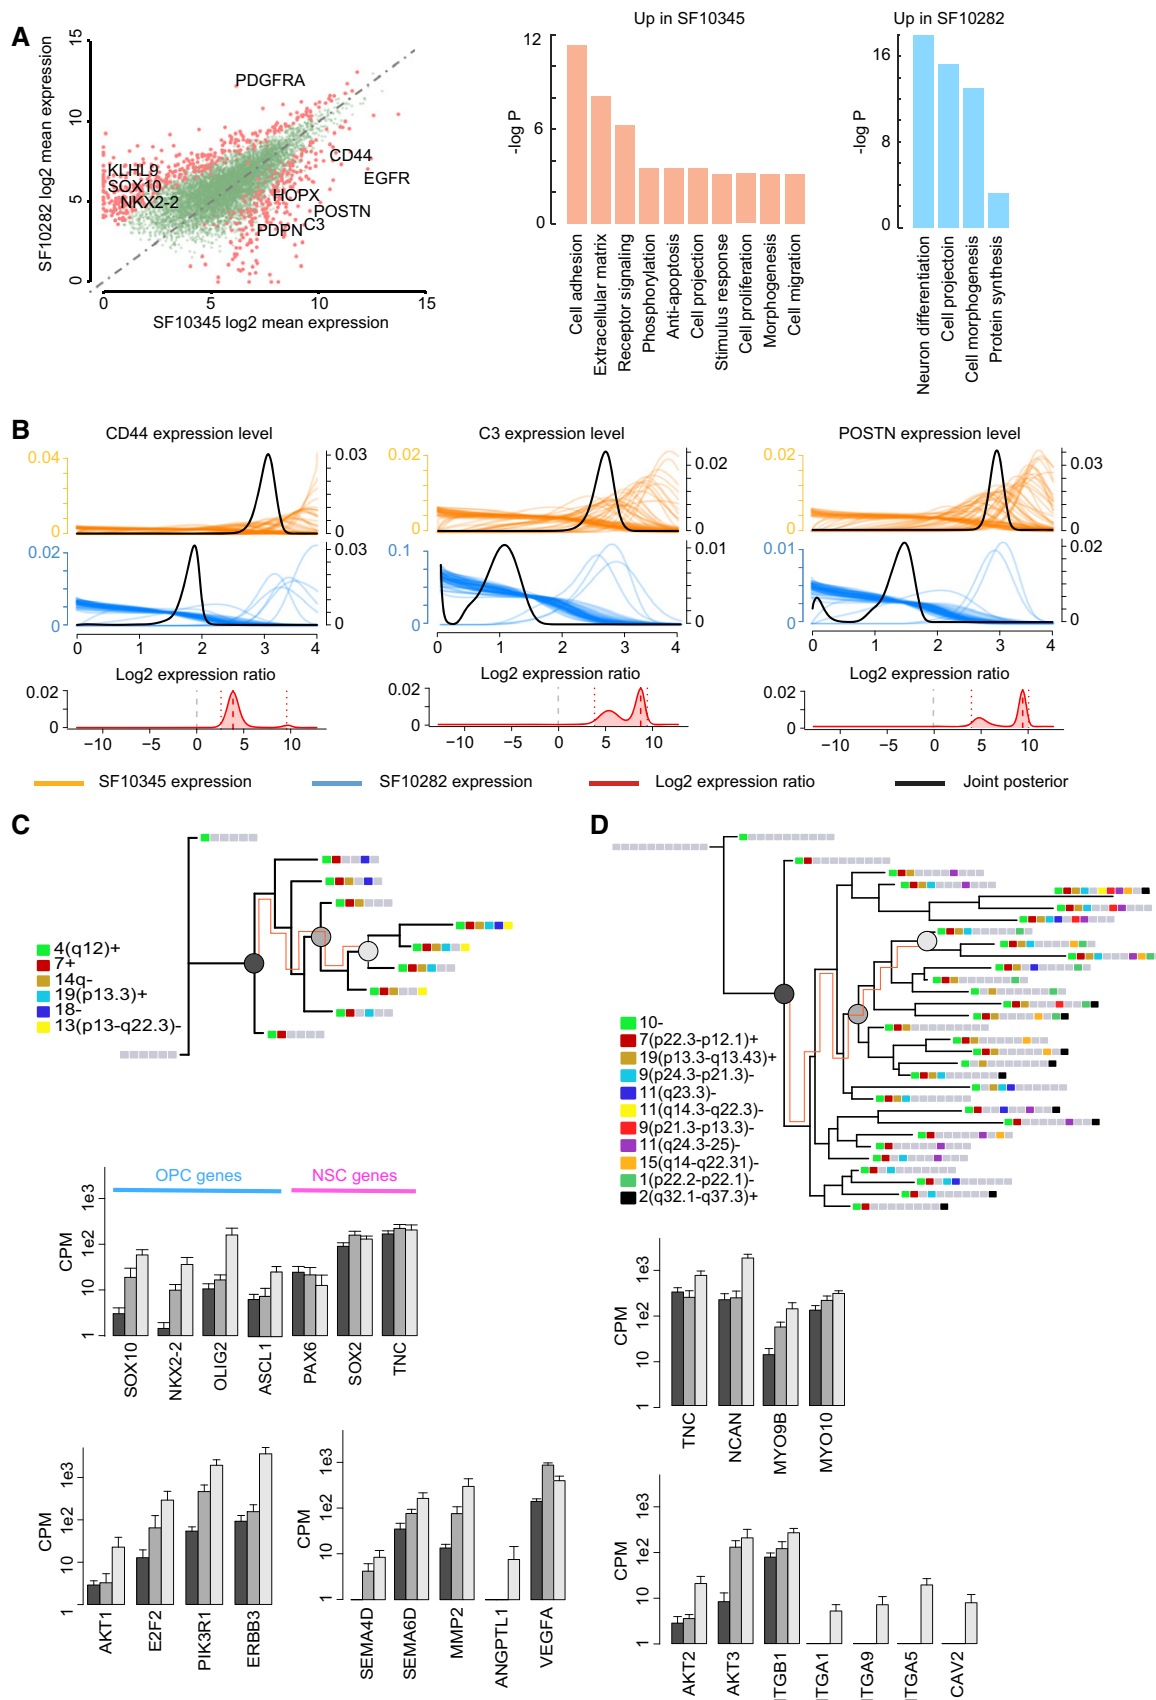 A
Up in SF10345
Up in SF10282
SF10282 log2 mean expression
15
10
5
0
PDGFRA
CD44
EGFR
KLHL9
SOX10
NKX2-2
HOPX
POSTN
C3
PDPN
0 5 10 15
SF10345 log2 mean expression
-log P
12
6
0
Cell adhesion
Extracellular matrix
Receptor signaling
Phosphorylation
Anti-apoptosis
Cell projection
Stimulus response
Cell proliferation
Morphogenesis
Cell migration
-log P
16
8
0
Neuron differentiation
Cell projectoin
Cell morphogenesis
Protein synthesis
B
CD44 expression level
C3 expression level
POSTN expression level
0.04
0
0.03
0
0.02
0
0.02
0
0.02
0
0.03
0
0.02
0
0.03
0
0.1
0
0.01
0
0.01
0
0.02
0
0 1 2 3 4
0 1 2 3 4
0 1 2 3 4
Log2 expression ratio
Log2 expression ratio
Log2 expression ratio
0.02
0
0.02
0
0.02
0
−10 −5 0 5 10
−10 −5 0 5 10
−10 −5 0 5 10
SF10345 expression
SF10282 expression
Log2 expression ratio
Joint posterior
C
4(q12)+
7+
14q-
19(p13.3)+
18-
13(p13-q22.3)-
OPC genes
NSC genes
CPM
1e3
1e2
10
1
SOX10
NKX2-2
OLIG2
ASCL1
PAX6
SOX2
TNC
CPM
1e3
1e2
10
1
AKT1
E2F2
PIK3R1
ERBB3
CPM
1e3
1e2
10
1
SEMA4D
SEMA6D
MMP2
ANGPTL1
VEGFA
D
10-
7(p22.3-p12.1)+
19(p13.3-q13.43)+
9(p24.3-p21.3)-
11(q23.3)-
11(q14.3-q22.3)-
9(p21.3-p13.3)-
11(q24.3-25)-
15(q14-q22.31)-
1(p22.2-p22.1)-
2(q32.1-q37.3)+
CPM
1e3
1e2
10
1
TNC
NCAN
MYO9B
MYO10
CPM
1e3
1e2
10
1
AKT2
AKT3
ITGB1
ITGA1
ITGA9
ITGA5
CAV2